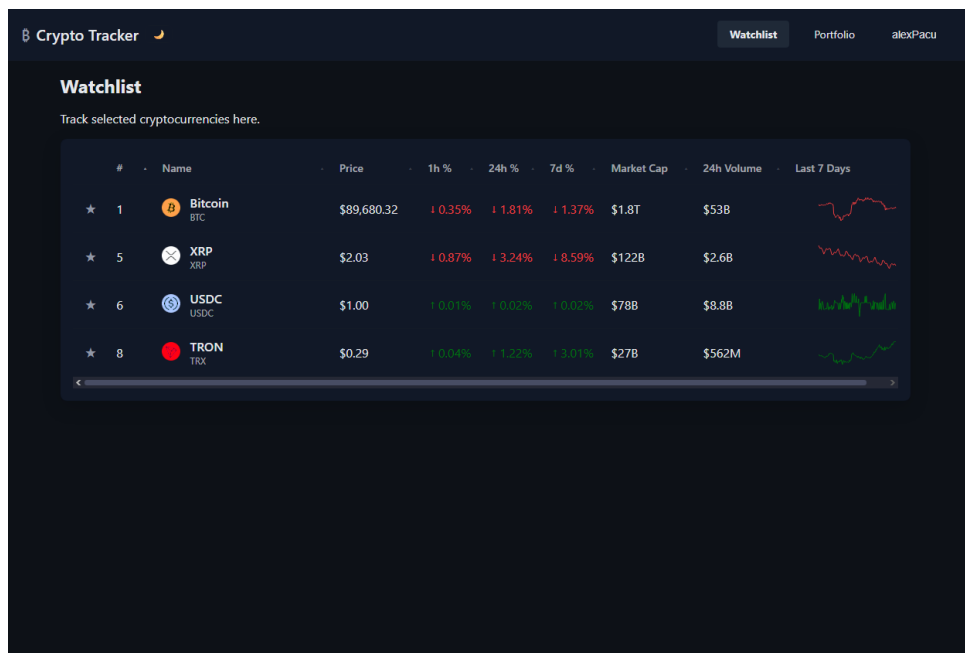 ₿ Crypto Tracker Watchlist Portfolio alexPacu
Watchlist
Track selected cryptocurrencies here.
# Name Price 1h % 24h % 7d % Market Cap 24h Volume Last 7 Days
★ 1 Bitcoin $89,680.32 ↓ 0.35% ↓ 1.81% ↓ 1.37% $1.8T $53B
BTC
★ 5 XRP $2.03 ↓ 0.87% ↓ 3.24% ↓ 8.59% $122B $2.6B
XRP
★ 6 USDC $1.00 ↑ 0.01% ↑ 0.02% ↑ 0.02% $78B $8.8B
USDC
★ 8 TRON $0.29 ↑ 0.04% ↑ 1.22% ↑ 3.01% $27B $562M
TRX